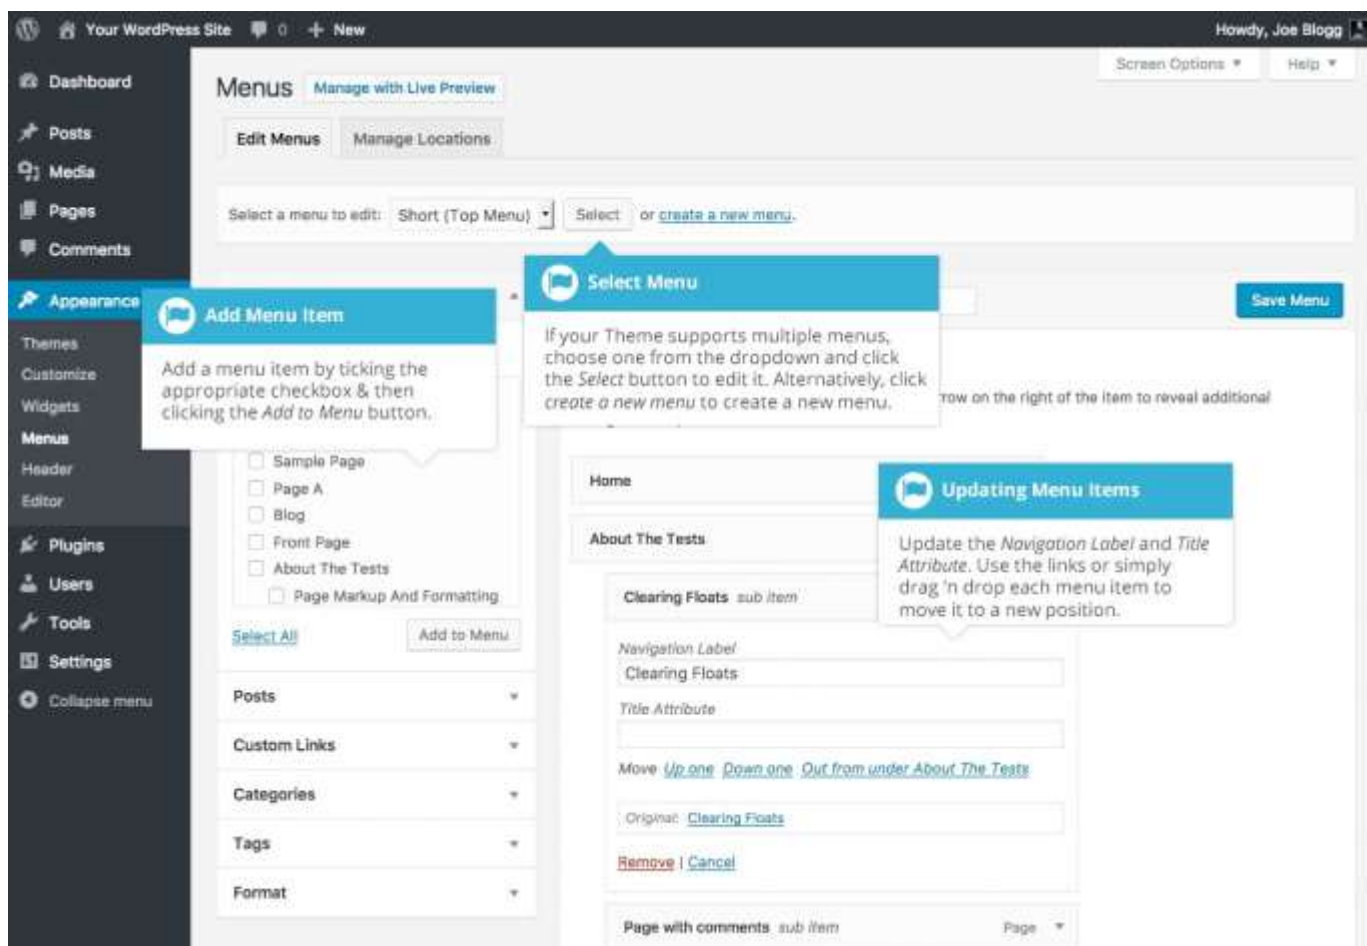 Your WordPress Site 0 + New
Howdy, Joe Blogg
Dashboard
Posts
Media
Pages
Comments
Appearance
Themes
Customize
Widgets
Menus
Header
Editor
Plugins
Users
Tools
Settings
Collapse menu
Screen Options Help
Menus Manage with Live Preview
Edit Menus Manage Locations
Select a menu to edit: Short (Top Menu) Select or create a new menu.
Add Menu Item
Add a menu item by ticking the
appropriate checkbox & then
clicking the Add to Menu button.
Select Menu
If your Theme supports multiple menus,
choose one from the dropdown and click
the Select button to edit it. Alternatively, click
create a new menu to create a new menu.
Save Menu
row on the right of the item to reveal additional
Sample Page
Page A
Blog
Front Page
About The Tests
Page Markup And Formatting
Select All Add to Menu
Posts
Custom Links
Categories
Tags
Format
Home
About The Tests
Updating Menu Items
Update the Navigation Label and Title
Attribute. Use the links or simply
drag 'n drop each menu item to
move it to a new position.
Clearing Floats sub item
Navigation Label
Clearing Floats
Title Attribute
Move Up one Down one Out from under About The Tests
Original: Clearing Floats
Remove | Cancel
Page with comments sub item Page